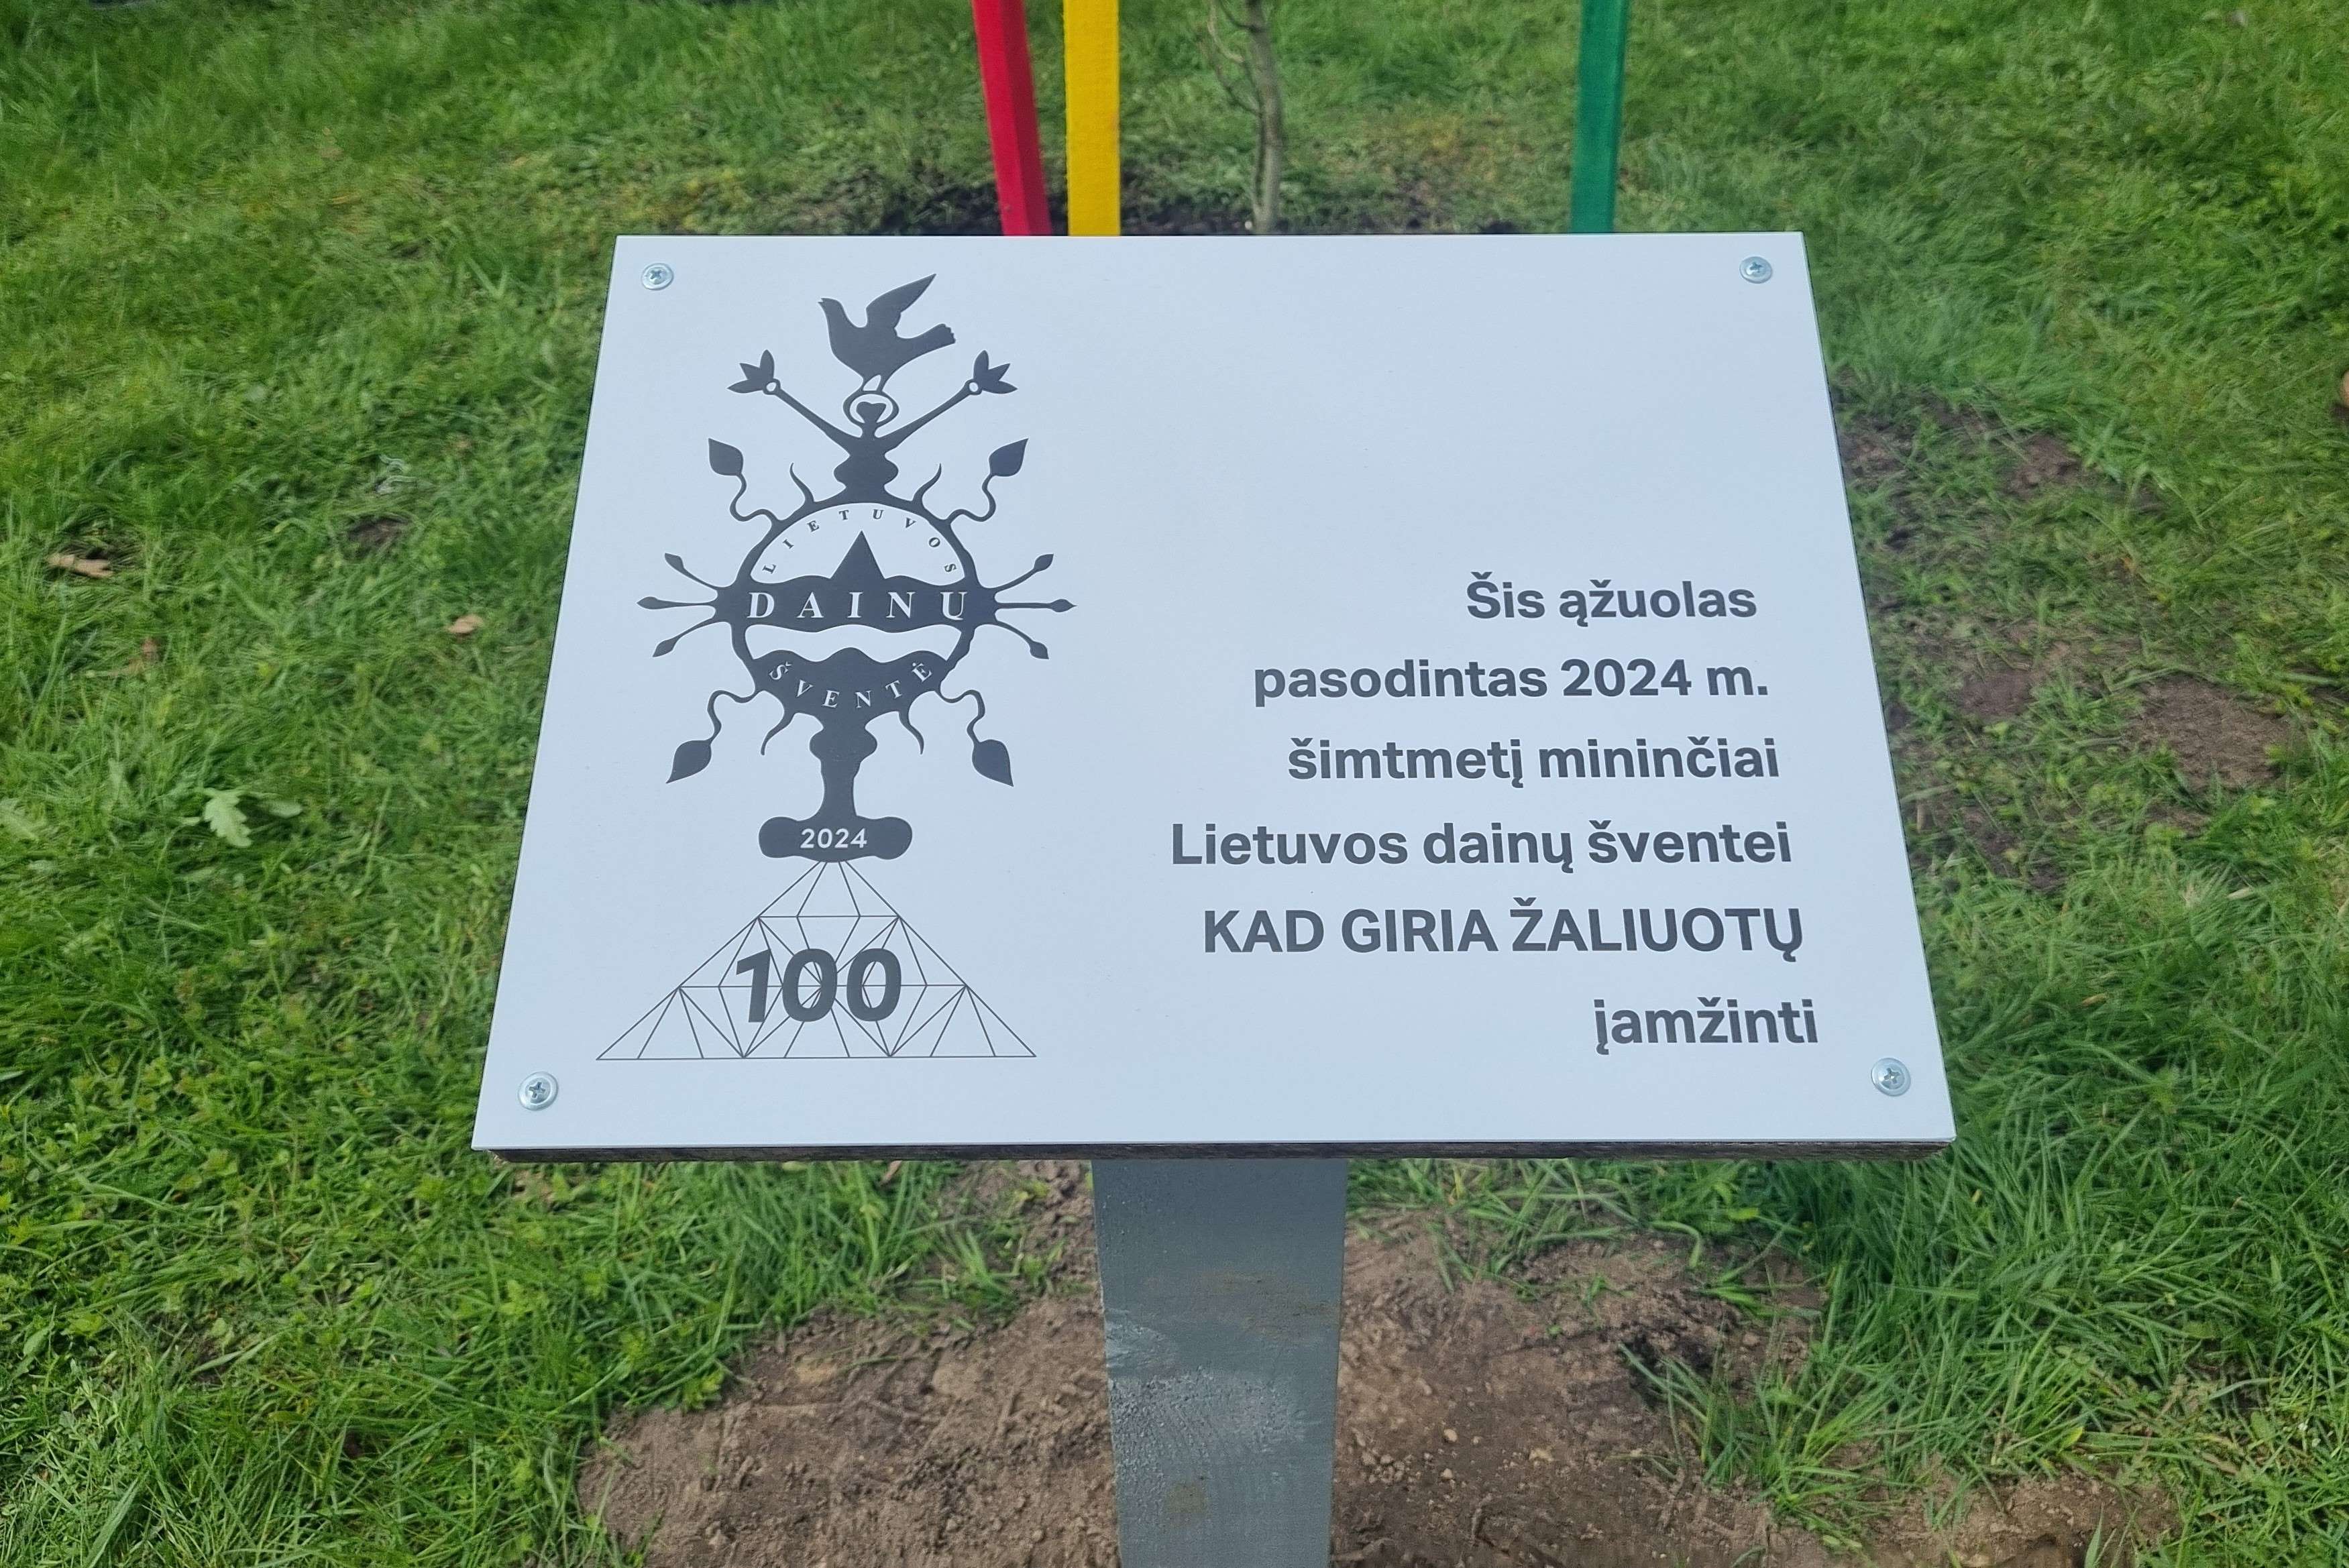 LIETUVOS
DAINŲ
ŠVENTĖ
2024
100
Šis ąžuolas
pasodintas 2024 m.
šimtmetį mininčiai
Lietuvos dainų šventei
KAD GIRIA ŽALIUOTŲ
įamžinti